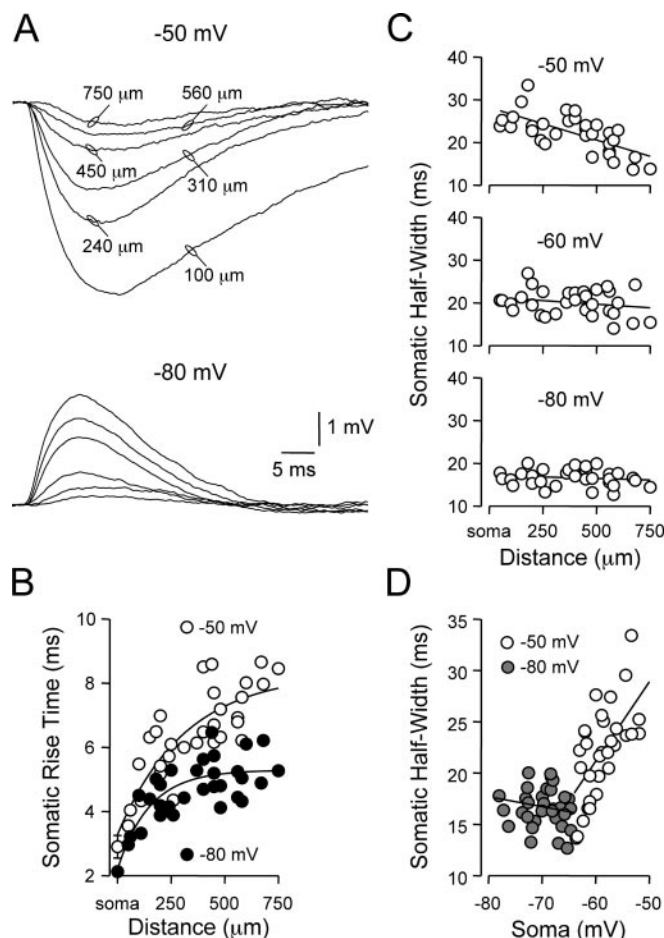 A
-50 mV
750 μm
560 μm
450 μm
310 μm
240 μm
100 μm
-80 mV
1 mV
5 ms
B
Somatic Rise Time (ms)
10
8
6
4
2
-50 mV
-80 mV
soma
250
500
750
Distance (μm)
C
Somatic Half-Width (ms)
-50 mV
40
30
20
10
-60 mV
40
30
20
10
-80 mV
40
30
20
10
soma
250
500
750
Distance (μm)
D
Somatic Half-Width (ms)
35
30
25
20
15
10
-50 mV
-80 mV
-80
-70
-60
-50
Soma (mV)